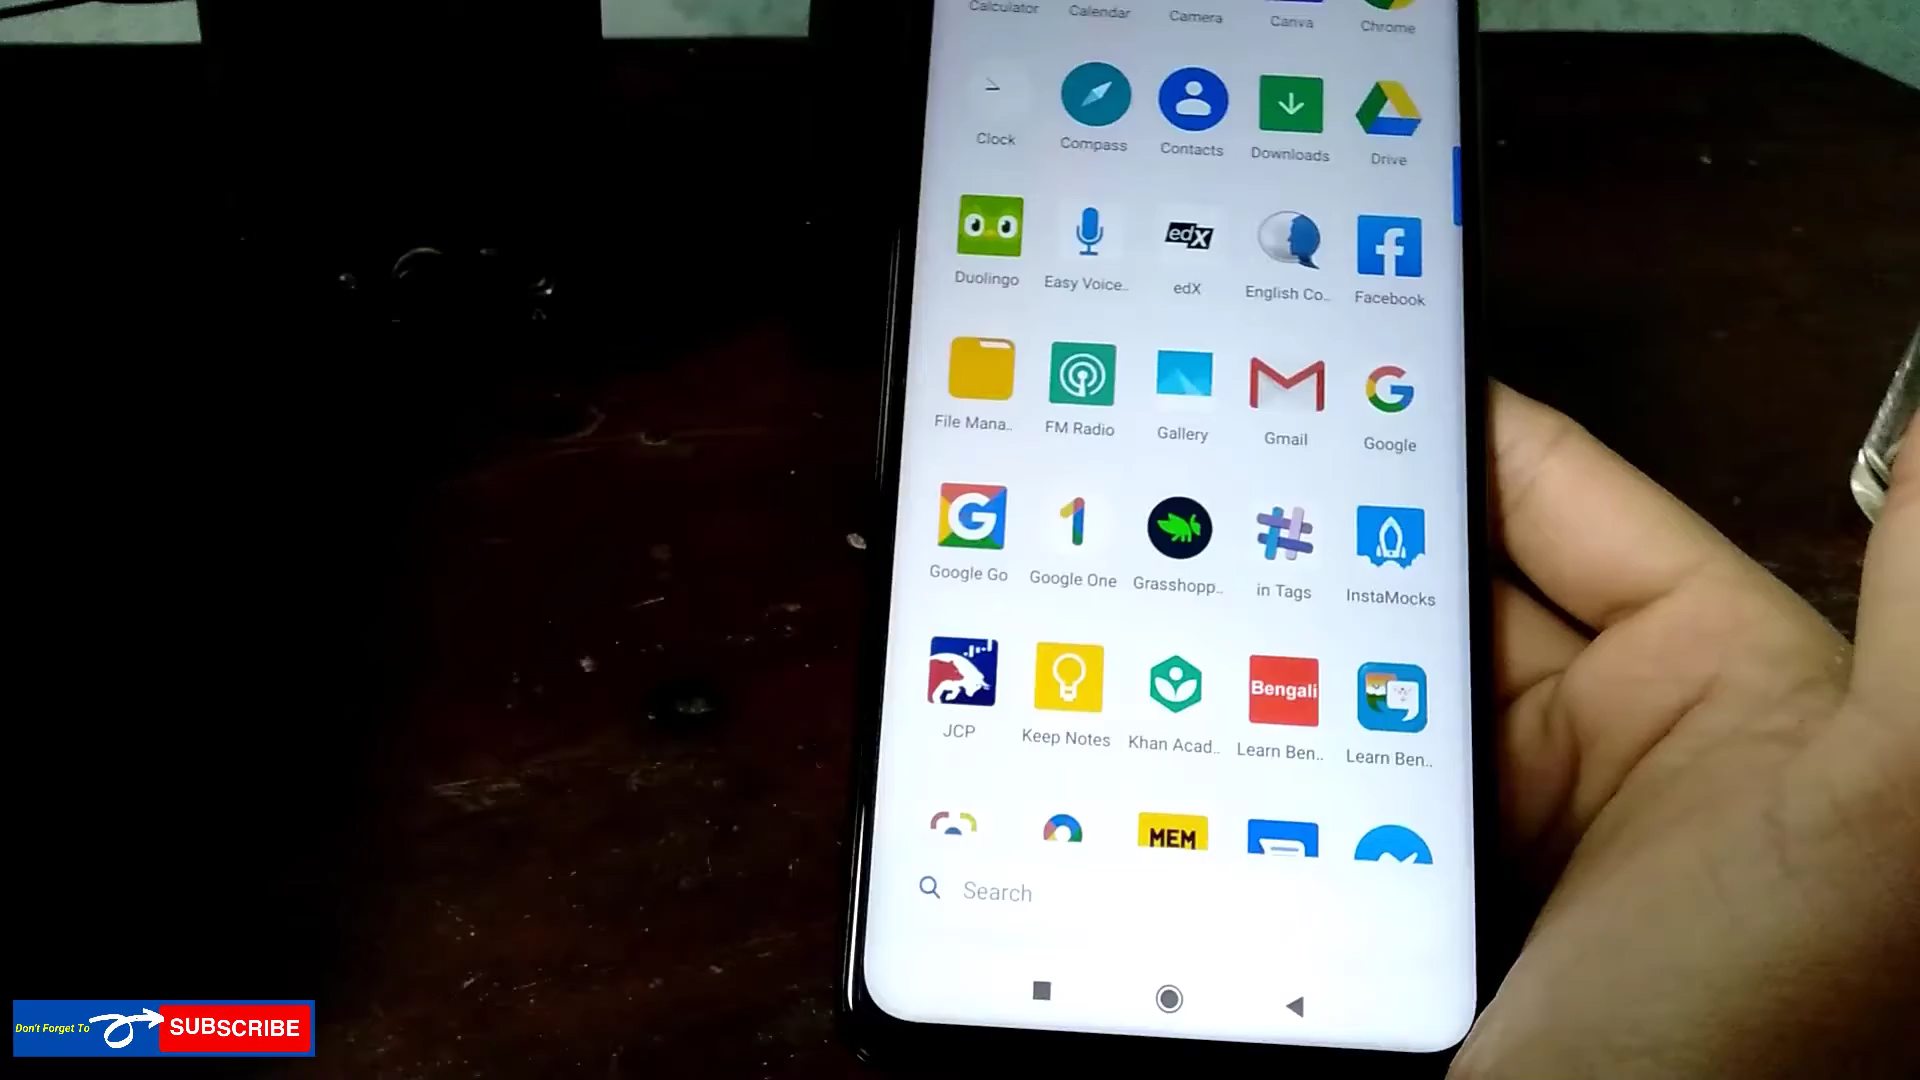 Calculator Calendar Camera Canva Chrome
Clock Compass Contacts Downloads Drive
edX
Duolingo Easy Voice.. edX English Co.. Facebook
File Mana.. FM Radio Gallery Gmail Google
G
Google Go Google One Grasshopp.. in Tags InstaMocks
Bengali
JCP Keep Notes Khan Acad.. Learn Ben.. Learn Ben..
MEM
Search
Don't Forget To SUBSCRIBE